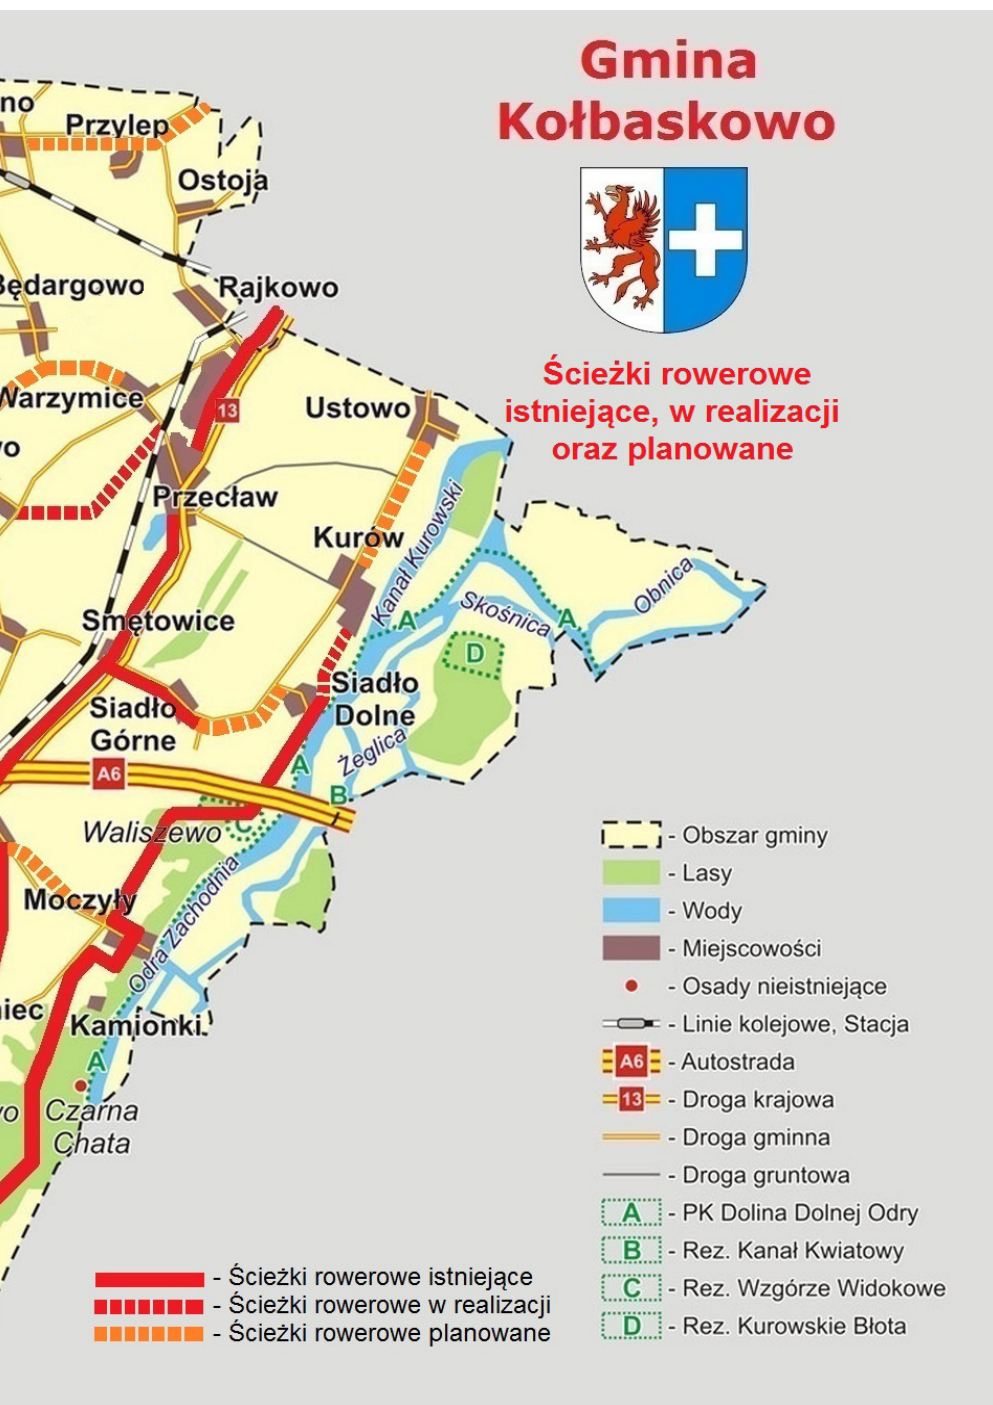 Gmina
Kołbaskowo
no
Przylep
Ostoja
Będargowo
Rajkowo
Ścieżki rowerowe
istniejące, w realizacji
oraz planowane
Warzymice
13
Ustowo
wo
Przecław
Kanał Kurowski
Kurów
Obnica
Skośnica
A
A
Smętowice
D
Siadło
Dolne
Siadło
Górne
Żeglica
A6
A
B
Waliszewo
C
Moczyły
Odra Zachodnia
niec
Kamionki
A
wo
Czarna
Chata
- Obszar gminy
- Lasy
- Wody
- Miejscowości
- Osady nieistniejące
- Linie kolejowe, Stacja
A6 - Autostrada
13 - Droga krajowa
- Droga gminna
- Droga gruntowa
A - PK Dolina Dolnej Odry
B - Rez. Kanał Kwiatowy
C - Rez. Wzgórze Widokowe
D - Rez. Kurowskie Błota
- Ścieżki rowerowe istniejące
- Ścieżki rowerowe w realizacji
- Ścieżki rowerowe planowane